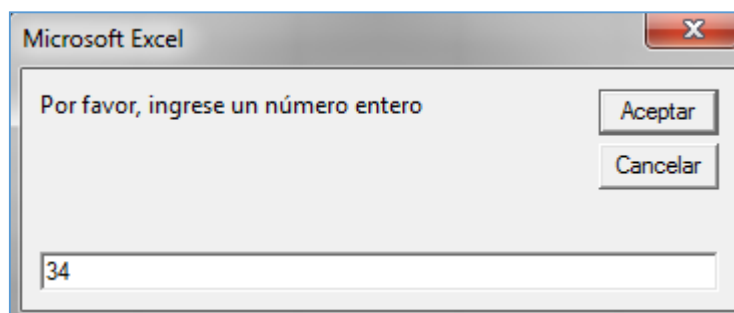 Microsoft Excel
Por favor, ingrese un número entero
Aceptar
Cancelar
34